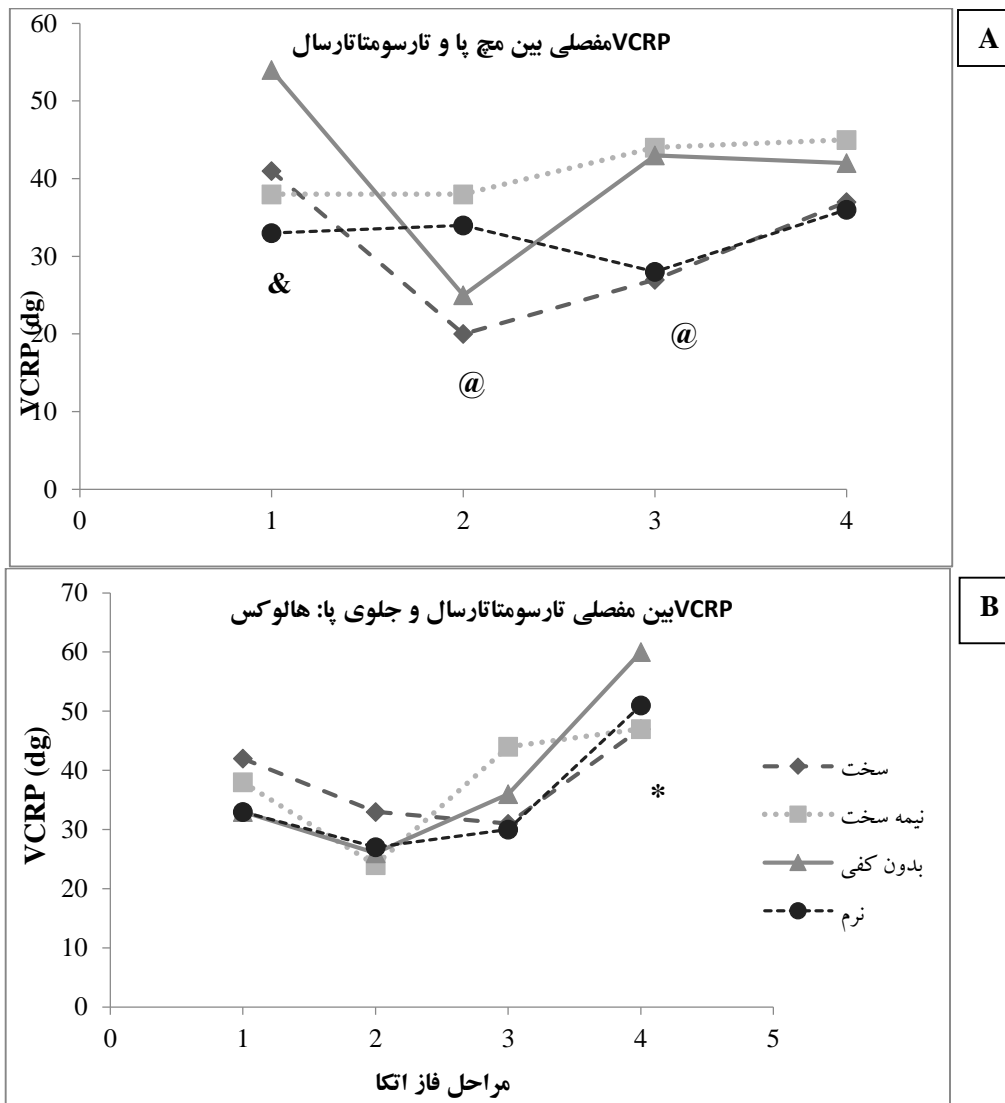 A
VCRPمفصلی بین مچ پا و تارسومتاتارسال
60
50
40
30
20
10
0
VCRP (dg)
&
@
@
0 1 2 3 4
B
VCRPبین مفصلی تارسومتاتارسال و جلوی پا: هالوکس
70
60
50
40
30
20
10
0
VCRP (dg)
*
سخت
نیمه سخت
بدون کفی
نرم
0 1 2 3 4 5
مراحل فاز اتکا